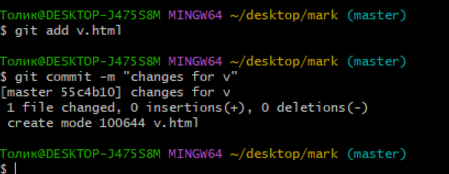 Толик@DESKTOP-J475S8M MINGW64 ~/desktop/mark (master)
$ git add v.html
Толик@DESKTOP-J475S8M MINGW64 ~/desktop/mark (master)
$ git commit -m "changes for v"
[master 55c4b10] changes for v
1 file changed, 0 insertions(+), 0 deletions(-)
create mode 100644 v.html
Толик@DESKTOP-J475S8M MINGW64 ~/desktop/mark (master)
$